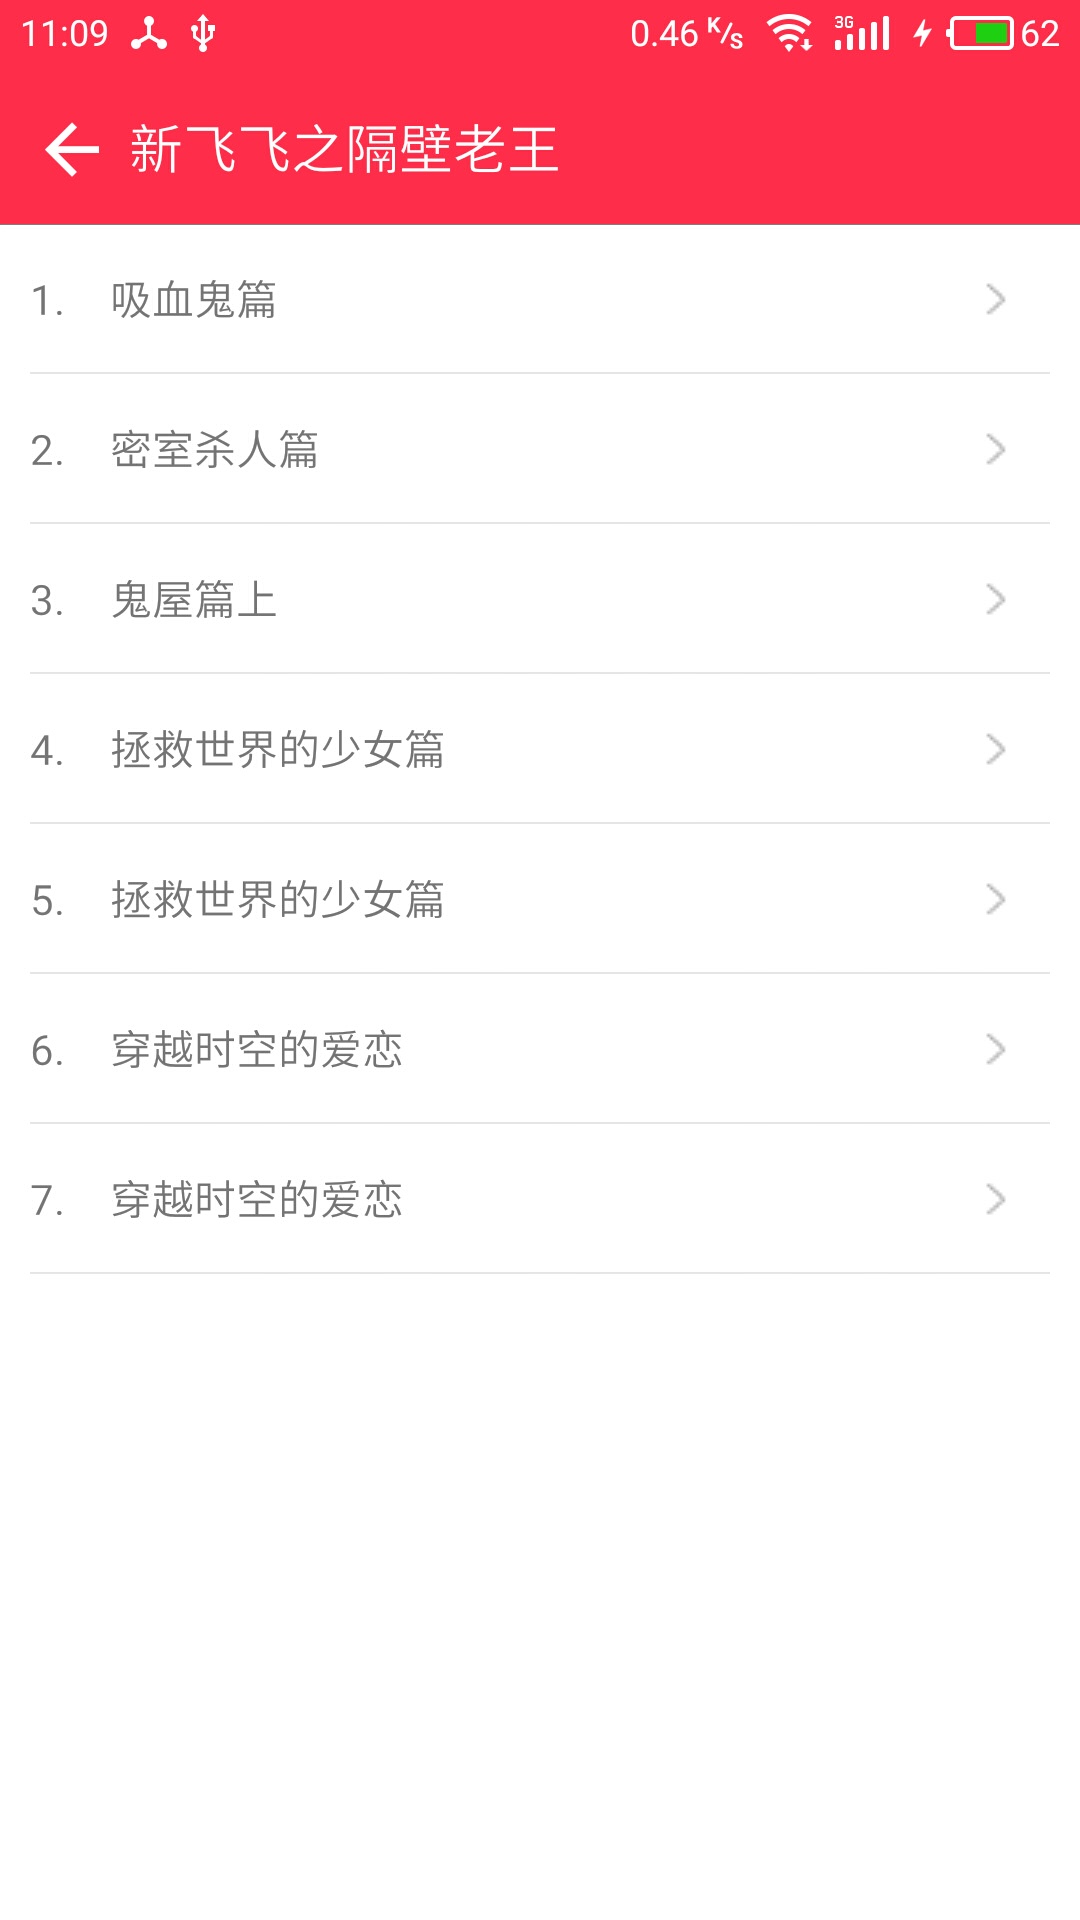 11:09 0.46 K/s 3G 62
新飞飞之隔壁老王
1. 吸血鬼篇
2. 密室杀人篇
3. 鬼屋篇上
4. 拯救世界的少女篇
5. 拯救世界的少女篇
6. 穿越时空的爱恋
7. 穿越时空的爱恋